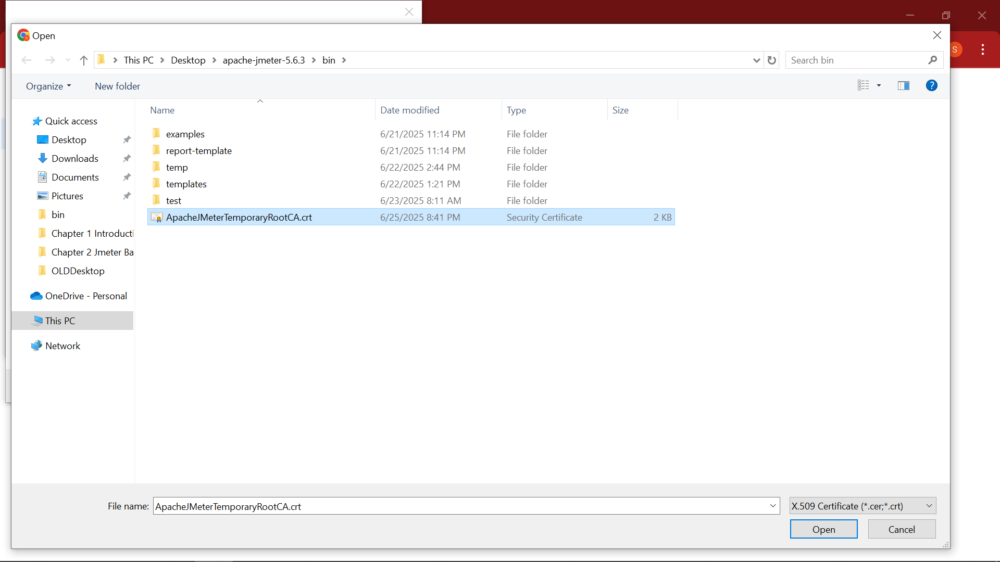 Open
This PC > Desktop > apache-jmeter-5.6.3 > bin >
Search bin
S
Organize
New folder
?
Name Date modified Type Size
Quick access
Desktop
Downloads
Documents
Pictures
bin
Chapter 1 Introducti
Chapter 2 Jmeter Ba
OLDDesktop
OneDrive - Personal
This PC
Network
examples 6/21/2025 11:14 PM File folder
report-template 6/21/2025 11:14 PM File folder
temp 6/22/2025 2:44 PM File folder
templates 6/22/2025 1:21 PM File folder
test 6/23/2025 8:11 AM File folder
ApacheJMeterTemporaryRootCA.crt 6/25/2025 8:41 PM Security Certificate 2 KB
File name: ApacheJMeterTemporaryRootCA.crt
X.509 Certificate (*.cer;*.crt)
Open
Cancel